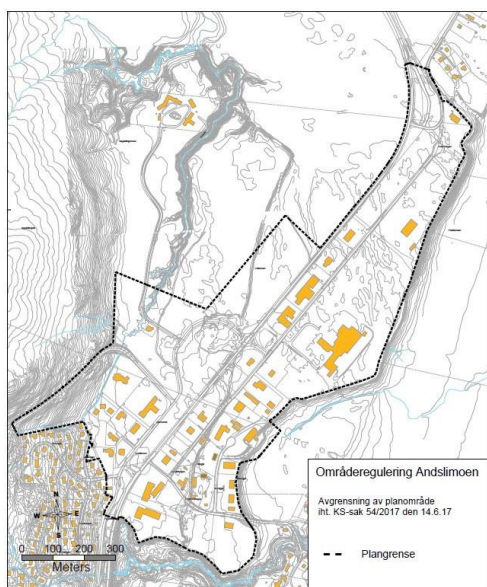 N
W E
S
0 100 200 300
Meters
Områderegulering Andslimoen
Avgrensning av planområde
iht. KS-sak 54/2017 den 14.6.17
Plangrense